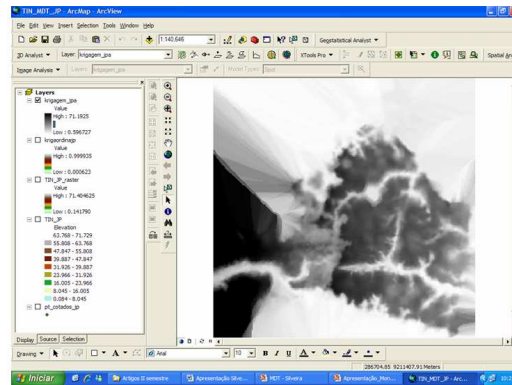 TIN_MDT_JP - ArcMap - ArcView
File Edit View Insert Selection Tools Window Help
1:140,646
Geostatistical Analyst
3D Analyst
Layer: krigagem_jpa
XTools Pro
Spatial An
Image Analysis
Layers: krigagem_jpa
Model Types:
Layers
krigagem_jpa
Value
High : 71.1925
Low : 0.596727
krigaordinajp
Value
High : 0.999935
Low : 0.000623
TIN_JP_raster
Value
High : 71.404625
Low : 0.141790
TIN_JP
Elevation
63.768 - 71.729
55.808 - 63.768
47.847 - 55.808
39.887 - 47.847
31.926 - 39.887
23.966 - 31.926
16.005 - 23.966
8.045 - 16.005
0.084 - 8.045
pt_cotados_jp
Display Source Selection
Drawing
A
Arial
10
B I U
A
286704.85 9211407.91 Meters
Iniciar
Artigos II semestre
Apresentação Silve...
MDT - Silveira
Apresentação_Mon...
TIN_MDT_JP - Arc...